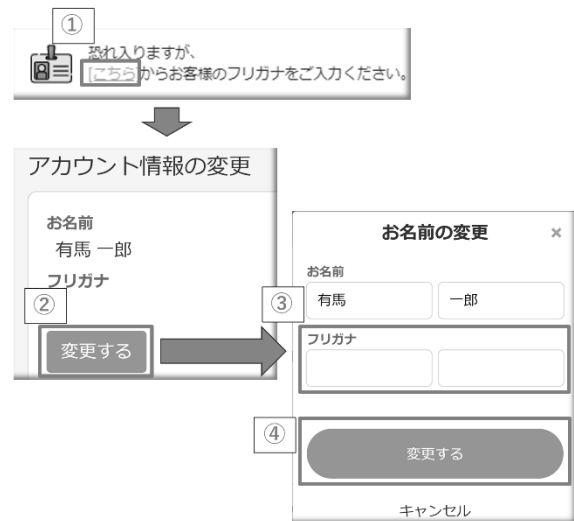 ①
恐れ入りますが、
[こちら]からお客様のフリガナをご入力ください。
アカウント情報の変更
お名前
有馬 一郎
フリガナ
②
変更する
お名前の変更
×
お名前
③
有馬
一郎
フリガナ
④
変更する
キャンセル